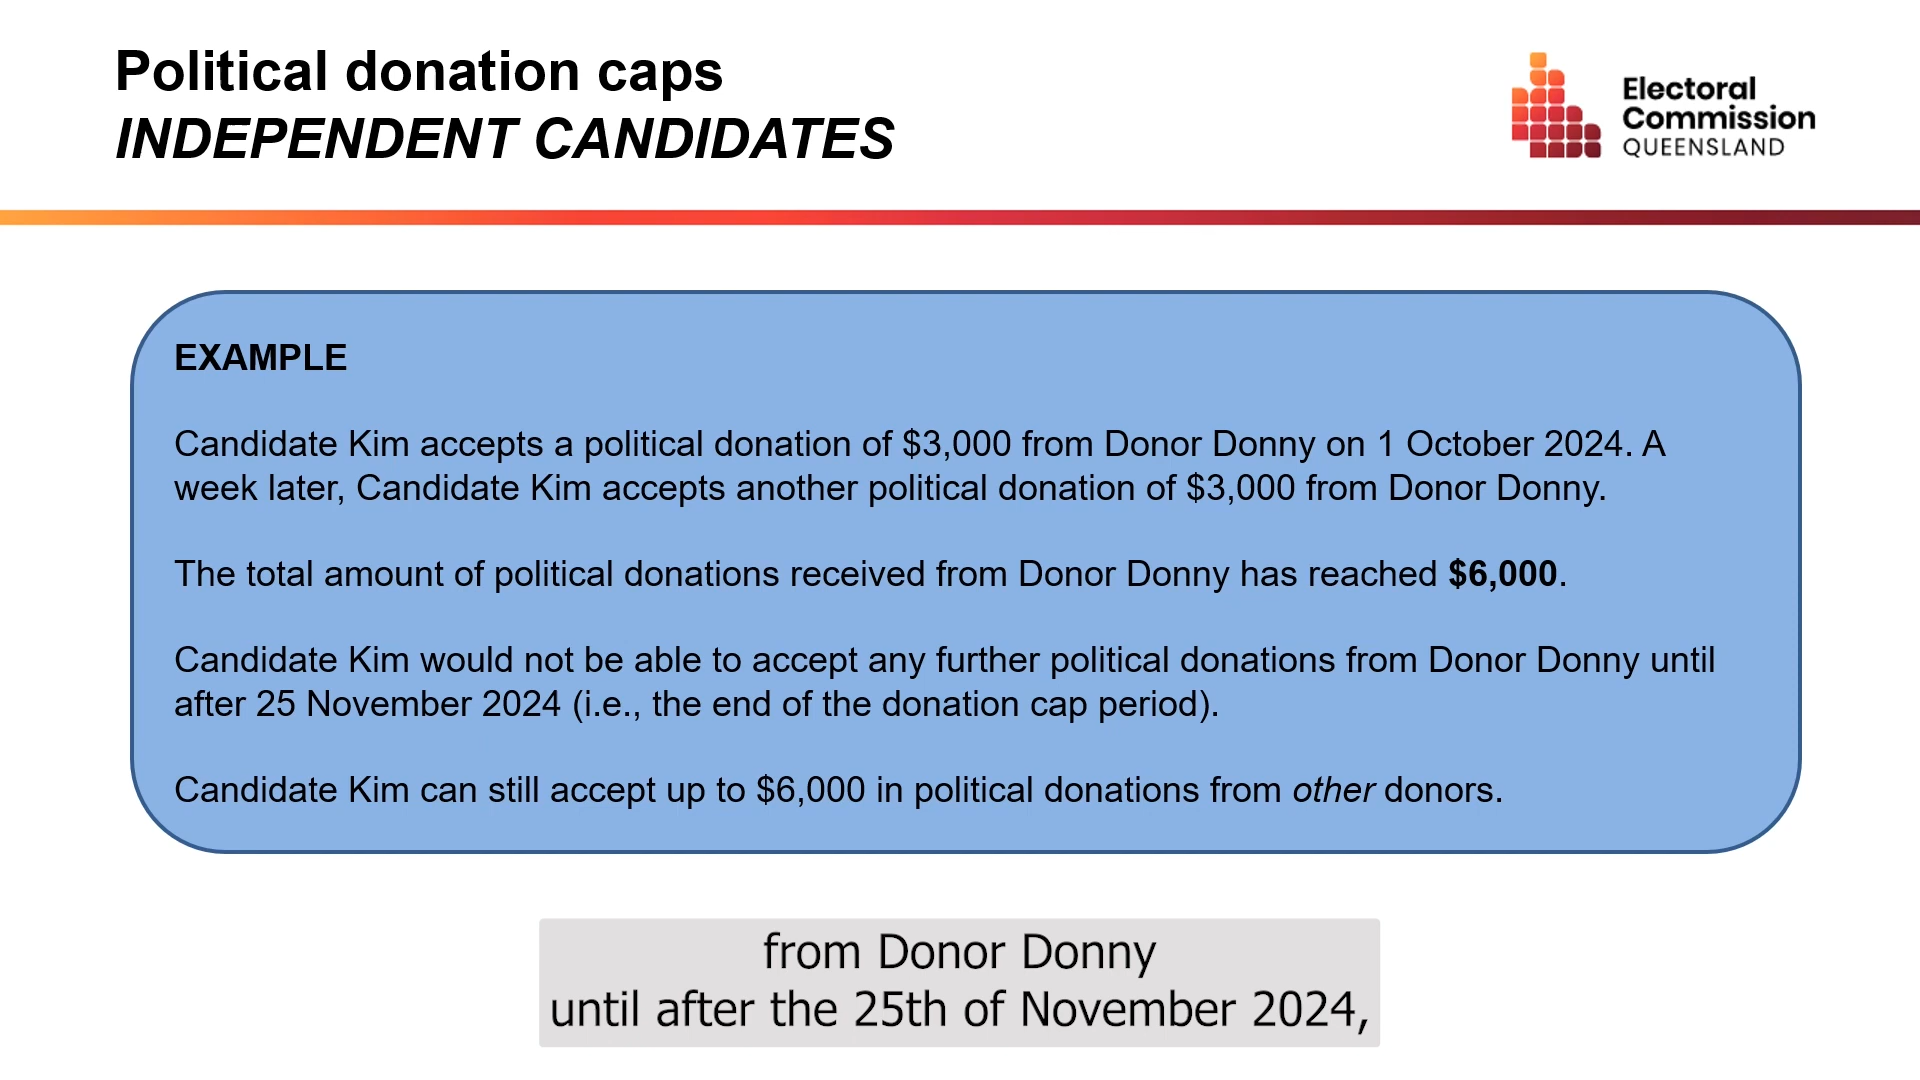 Political donation caps
INDEPENDENT CANDIDATES
Electoral
Commission
QUEENSLAND
EXAMPLE
Candidate Kim accepts a political donation of $3,000 from Donor Donny on 1 October 2024. A
week later, Candidate Kim accepts another political donation of $3,000 from Donor Donny.
The total amount of political donations received from Donor Donny has reached $6,000.
Candidate Kim would not be able to accept any further political donations from Donor Donny until
after 25 November 2024 (i.e., the end of the donation cap period).
Candidate Kim can still accept up to $6,000 in political donations from other donors.
from Donor Donny
until after the 25th of November 2024,